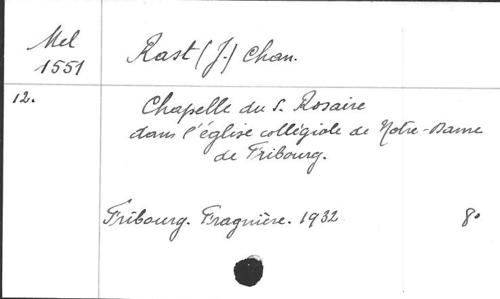 Mel
1551
Rast (J.) Chan.
12.
Chapelle du S. Rosaire
dans l'église collégiale de Notre-Dame
de Fribourg.
Fribourg. Fragnière. 1932 8°